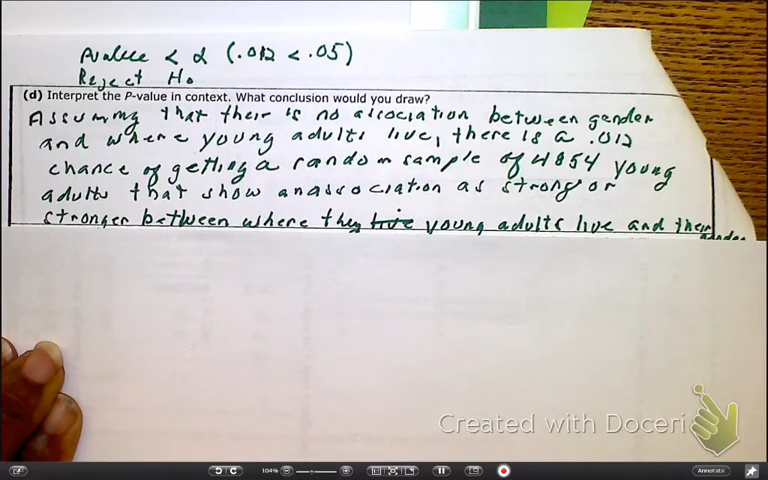 Pvalue < α (.012 < .05)
Reject Ho
(d) Interpret the P-value in context. What conclusion would you draw?
Assuming that their is no association between gender
and where young adults live, there is a .012
chance of getting a random sample of 4854 young
adults that show an association as strong or
stronger between where they live young adults live and their
gender
Created with Doceri
104%
Annotate